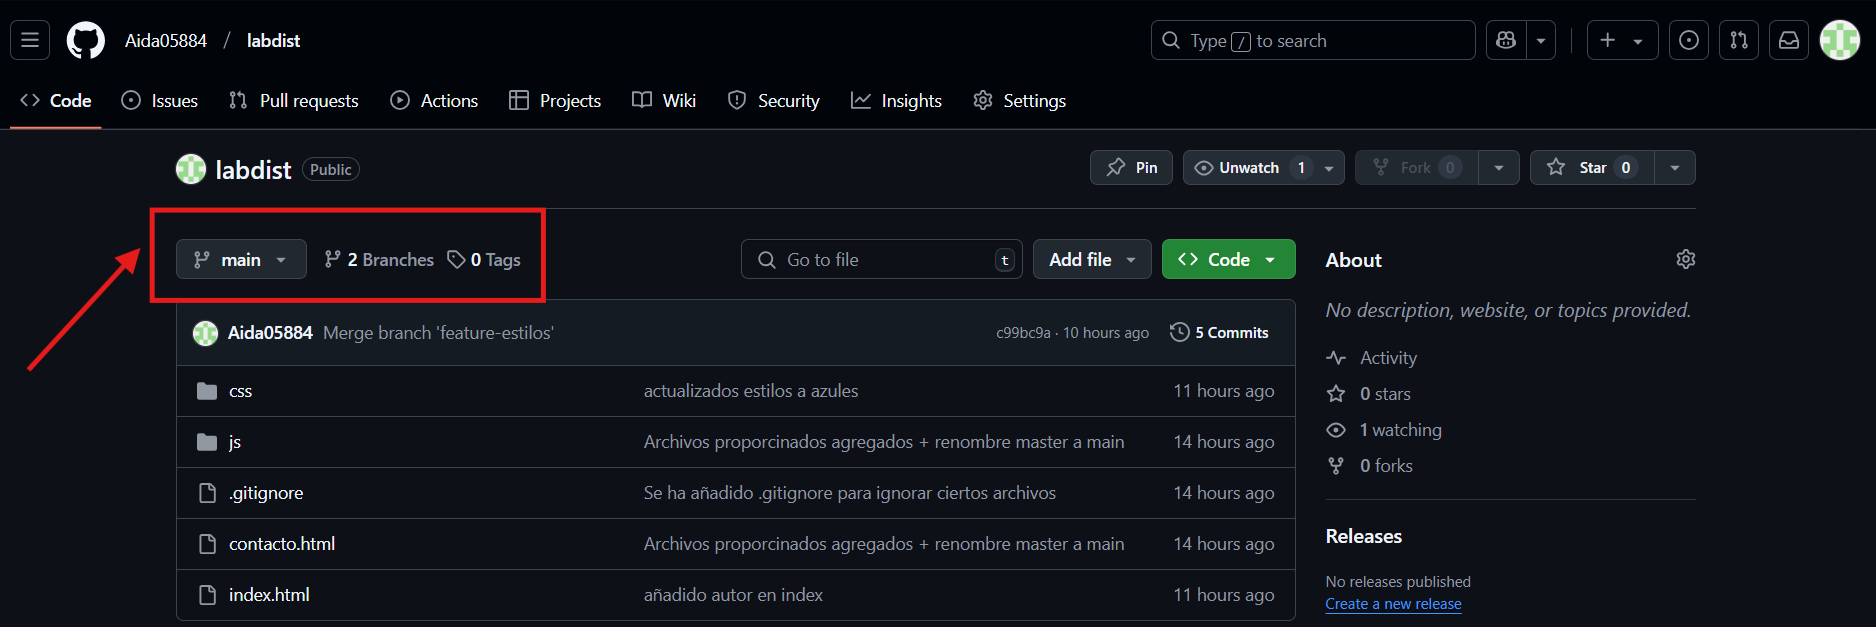 Aida05884 / labdist
Type / to search
Code Issues Pull requests Actions Projects Wiki Security Insights Settings
labdist Public
Pin Unwatch 1 Fork 0 Star 0
main 2 Branches 0 Tags
Go to file t Add file Code
Aida05884 Merge branch 'feature-estilos' c99bc9a · 10 hours ago 5 Commits
css actualizados estilos a azules 11 hours ago
js Archivos proporcinados agregados + renombre master a main 14 hours ago
.gitignore Se ha añadido .gitignore para ignorar ciertos archivos 14 hours ago
contacto.html Archivos proporcinados agregados + renombre master a main 14 hours ago
index.html añadido autor en index 11 hours ago
About
No description, website, or topics provided.
Activity
0 stars
1 watching
0 forks
Releases
No releases published
Create a new release